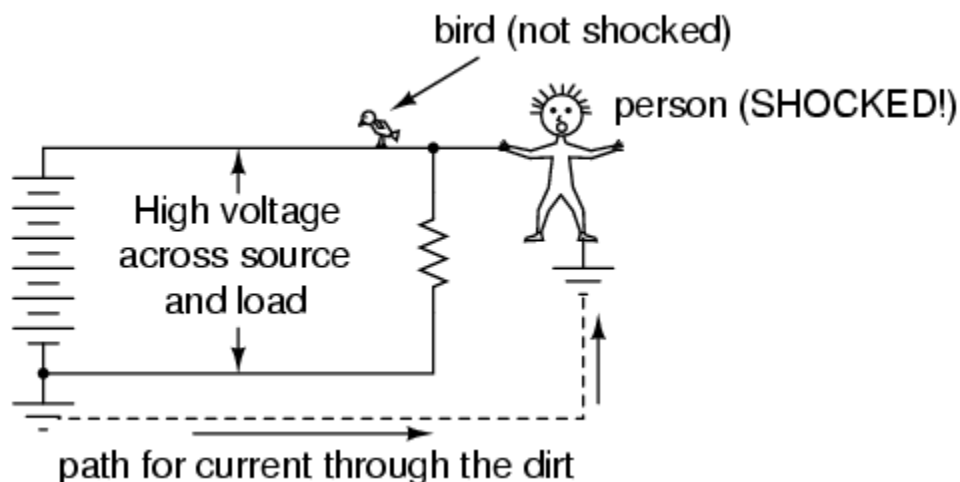 bird (not shocked)
person (SHOCKED!)
High voltage
across source
and load
path for current through the dirt